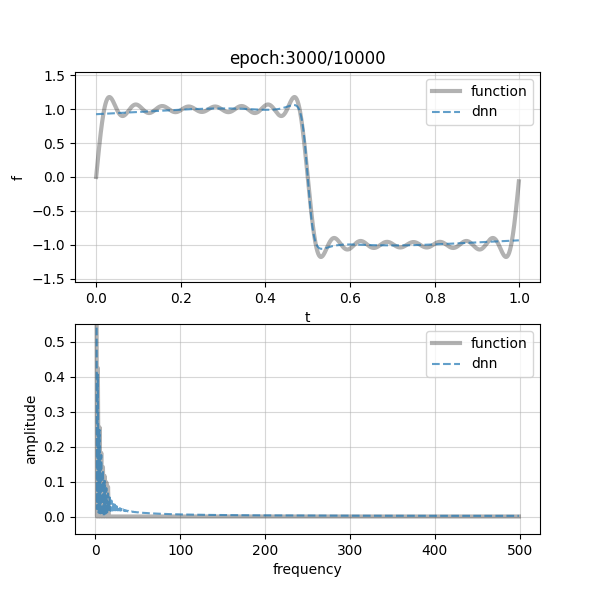 epoch:3000/10000
1.5
1.0
0.5
0.0
−0.5
−1.0
−1.5
f
function
dnn
0.0 0.2 0.4 0.6 0.8 1.0
t
0.5
0.4
0.3
0.2
0.1
0.0
amplitude
function
dnn
0 100 200 300 400 500
frequency